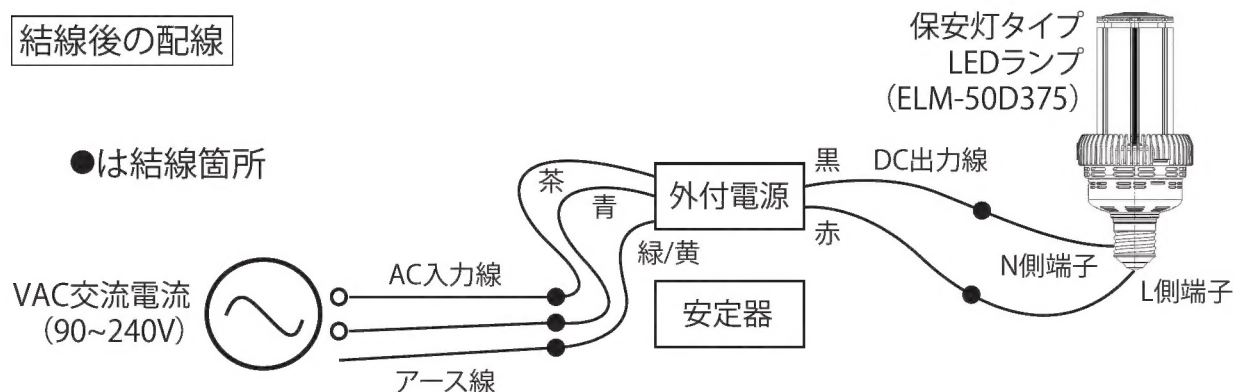 結線後の配線
保安灯タイプ
LEDランプ
(ELM-50D375)
●は結線箇所
茶
青
緑/黄
外付電源
黒
赤
DC出力線
N側端子
L側端子
安定器
VAC交流電流
(90~240V)
AC入力線
アース線